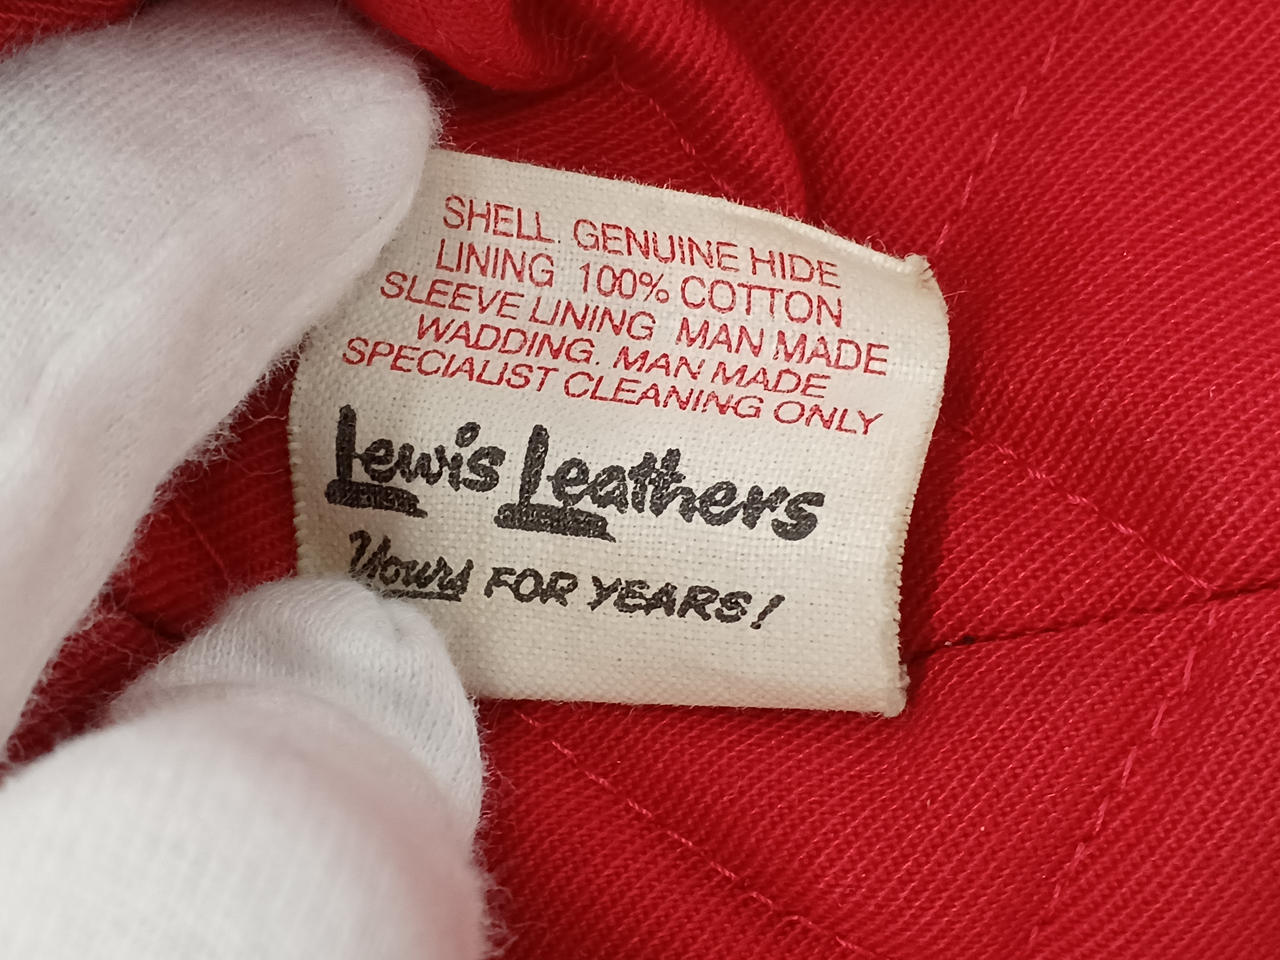 SHELL. GENUINE HIDE
LINING 100% COTTON
SLEEVE LINING MAN MADE
WADDING. MAN MADE
SPECIALIST CLEANING ONLY
Lewis Leathers
Yours FOR YEARS!